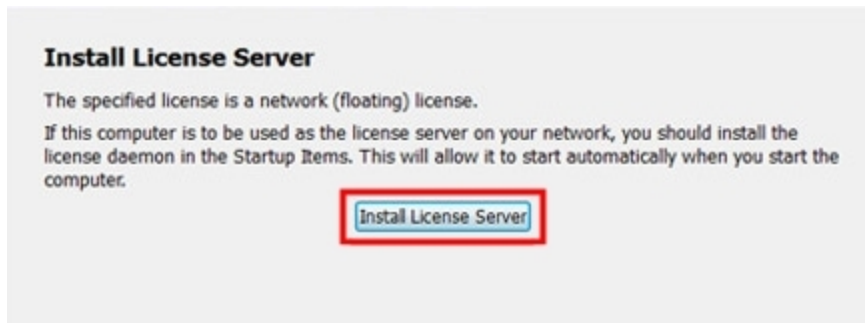 Install License Server
The specified license is a network (floating) license.
If this computer is to be used as the license server on your network, you should install the
license daemon in the Startup Items. This will allow it to start automatically when you start the
computer.
Install License Server